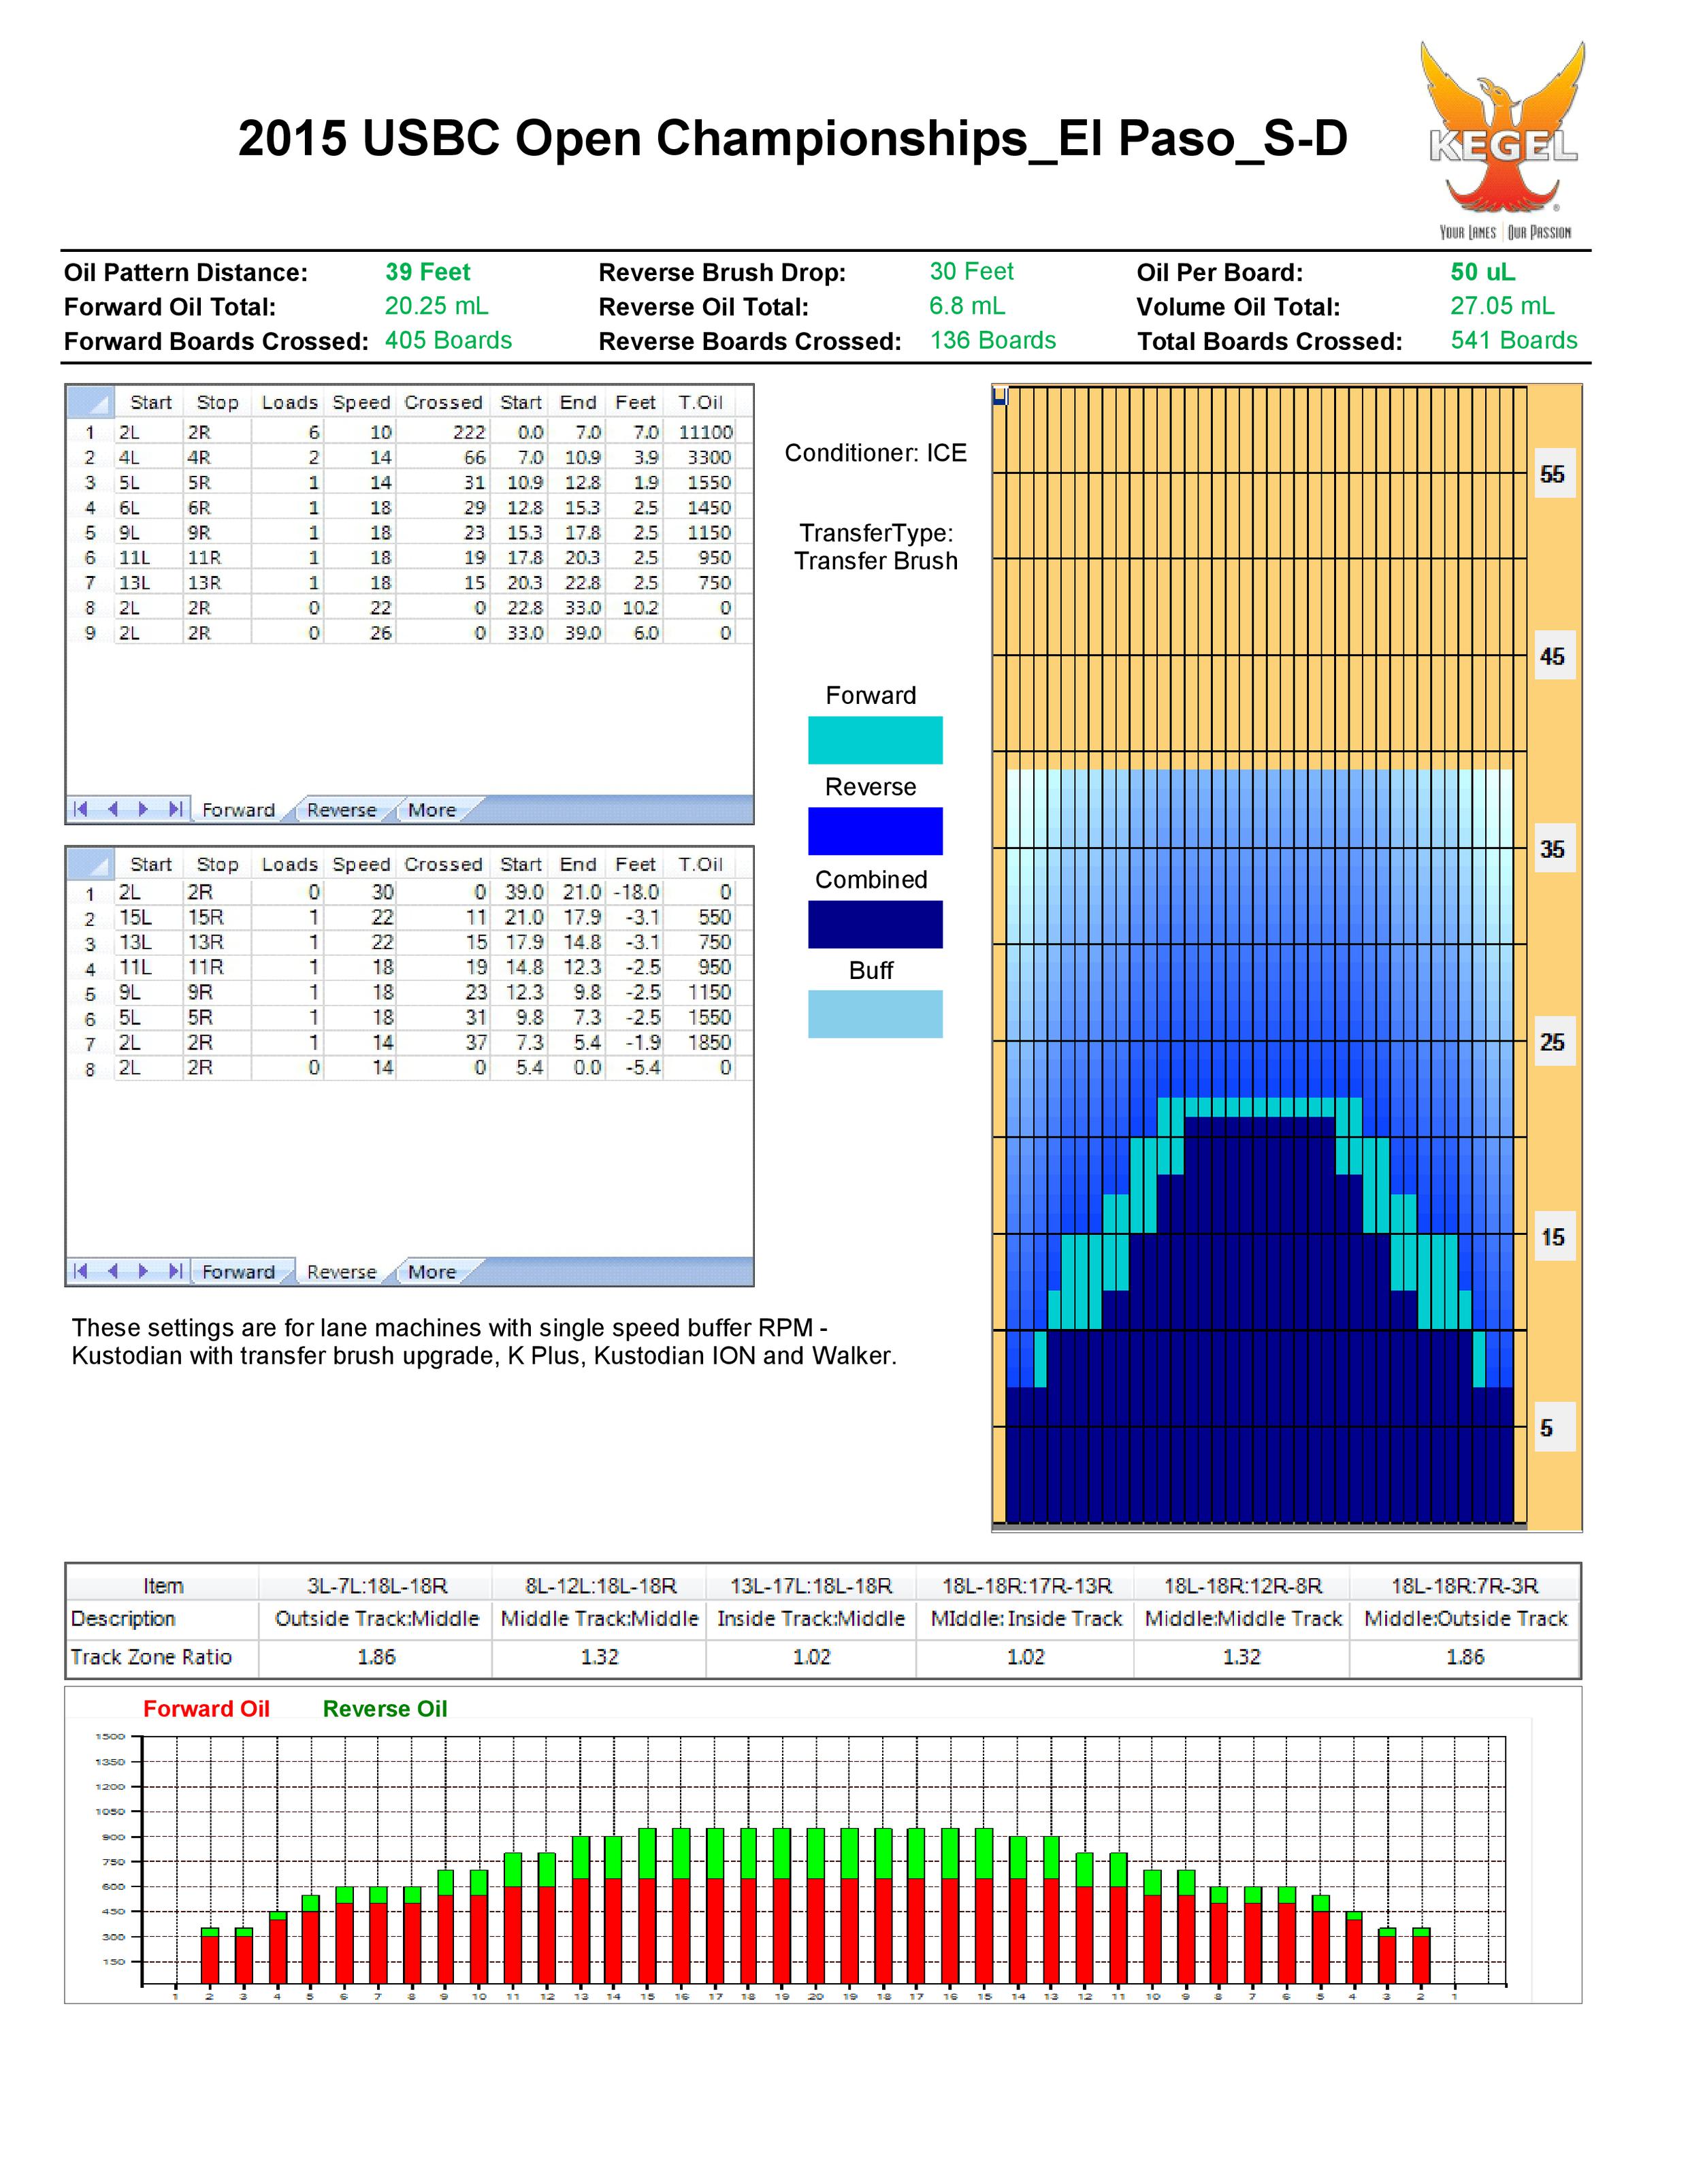 2015 USBC Open Championships_El Paso_S-D
KEGEL
®
YOUR LANES | OUR PASSION
Oil Pattern Distance: 39 Feet Reverse Brush Drop: 30 Feet Oil Per Board: 50 uL
Forward Oil Total: 20.25 mL Reverse Oil Total: 6.8 mL Volume Oil Total: 27.05 mL
Forward Boards Crossed: 405 Boards Reverse Boards Crossed: 136 Boards Total Boards Crossed: 541 Boards
Start Stop Loads Speed Crossed Start End Feet T.Oil
1 2L 2R 6 10 222 0.0 7.0 7.0 11100
2 4L 4R 2 14 66 7.0 10.9 3.9 3300
3 5L 5R 1 14 31 10.9 12.8 1.9 1550
4 6L 6R 1 18 29 12.8 15.3 2.5 1450
5 9L 9R 1 18 23 15.3 17.8 2.5 1150
6 11L 11R 1 18 19 17.8 20.3 2.5 950
7 13L 13R 1 18 15 20.3 22.8 2.5 750
8 2L 2R 0 22 0 22.8 33.0 10.2 0
9 2L 2R 0 26 0 33.0 39.0 6.0 0
Forward Reverse More
Start Stop Loads Speed Crossed Start End Feet T.Oil
1 2L 2R 0 30 0 39.0 21.0 -18.0 0
2 15L 15R 1 22 11 21.0 17.9 -3.1 550
3 13L 13R 1 22 15 17.9 14.8 -3.1 750
4 11L 11R 1 18 19 14.8 12.3 -2.5 950
5 9L 9R 1 18 23 12.3 9.8 -2.5 1150
6 5L 5R 1 18 31 9.8 7.3 -2.5 1550
7 2L 2R 1 14 37 7.3 5.4 -1.9 1850
8 2L 2R 0 14 0 5.4 0.0 -5.4 0
Forward Reverse More
These settings are for lane machines with single speed buffer RPM -
Kustodian with transfer brush upgrade, K Plus, Kustodian ION and Walker.
Conditioner: ICE
TransferType:
Transfer Brush
Forward
Reverse
Combined
Buff
55
45
35
25
15
5
Item 3L-7L:18L-18R 8L-12L:18L-18R 13L-17L:18L-18R 18L-18R:17R-13R 18L-18R:12R-8R 18L-18R:7R-3R
Description Outside Track:Middle Middle Track:Middle Inside Track:Middle MIddle: Inside Track Middle:Middle Track Middle:Outside Track
Track Zone Ratio 1.86 1.32 1.02 1.02 1.32 1.86
Forward Oil Reverse Oil
1500
1350
1200
1050
900
750
600
450
300
150
1 2 3 4 5 6 7 8 9 10 11 12 13 14 15 16 17 18 19 20 19 18 17 16 15 14 13 12 11 10 9 8 7 6 5 4 3 2 1